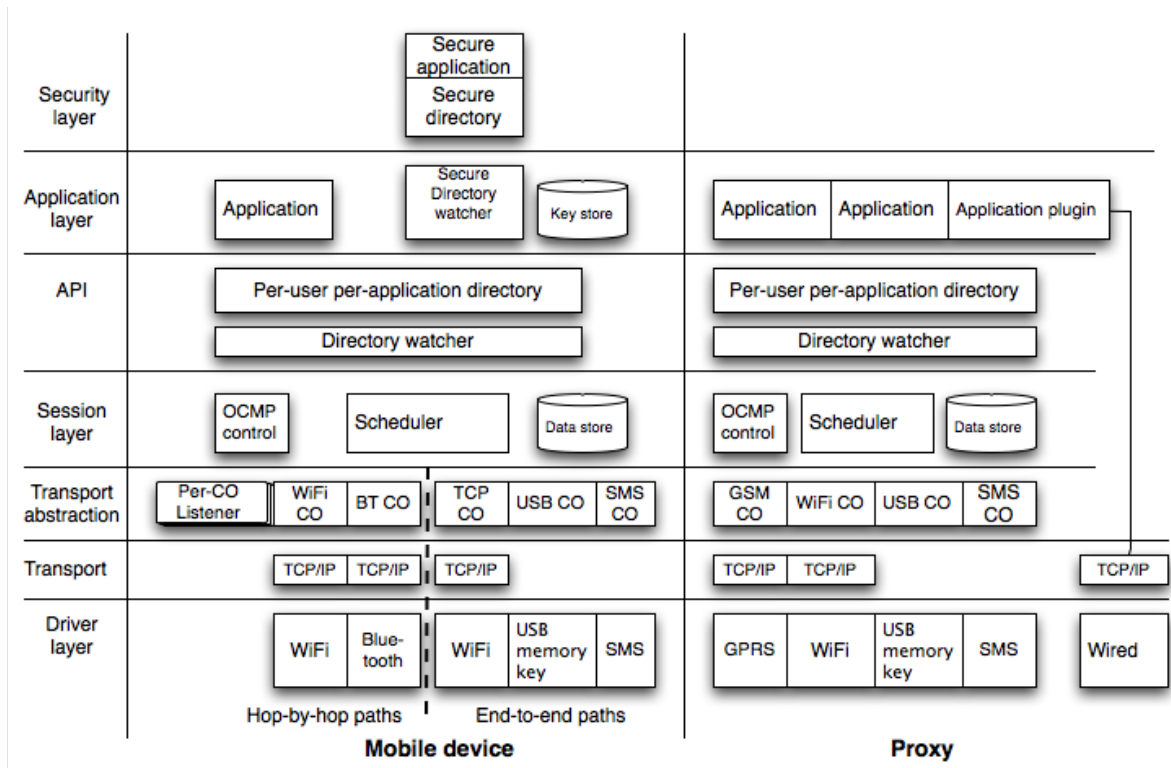 Secure
application
Secure
directory
Security
layer
Application
layer
Application
Secure
Directory
watcher
Key store
Application
Application
Application plugin
API
Per-user per-application directory
Directory watcher
Per-user per-application directory
Directory watcher
Session
layer
OCMP
control
Scheduler
Data store
OCMP
control
Scheduler
Data store
Transport
abstraction
Per-CO
Listener
WiFi
CO
BT CO
TCP
CO
USB CO
SMS
CO
GSM
CO
WiFi CO
USB CO
SMS
CO
Transport
TCP/IP
TCP/IP
TCP/IP
TCP/IP
TCP/IP
TCP/IP
Driver
layer
WiFi
Blue-
tooth
WiFi
USB
memory
key
SMS
GPRS
WiFi
USB
memory
key
SMS
Wired
Hop-by-hop paths
End-to-end paths
Mobile device
Proxy